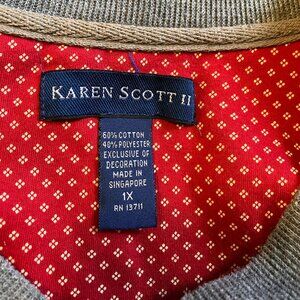 KAREN SCOTT II
60% COTTON
40% POLYESTER
EXCLUSIVE OF
DECORATION
MADE IN
SINGAPORE
1X
RN 13711